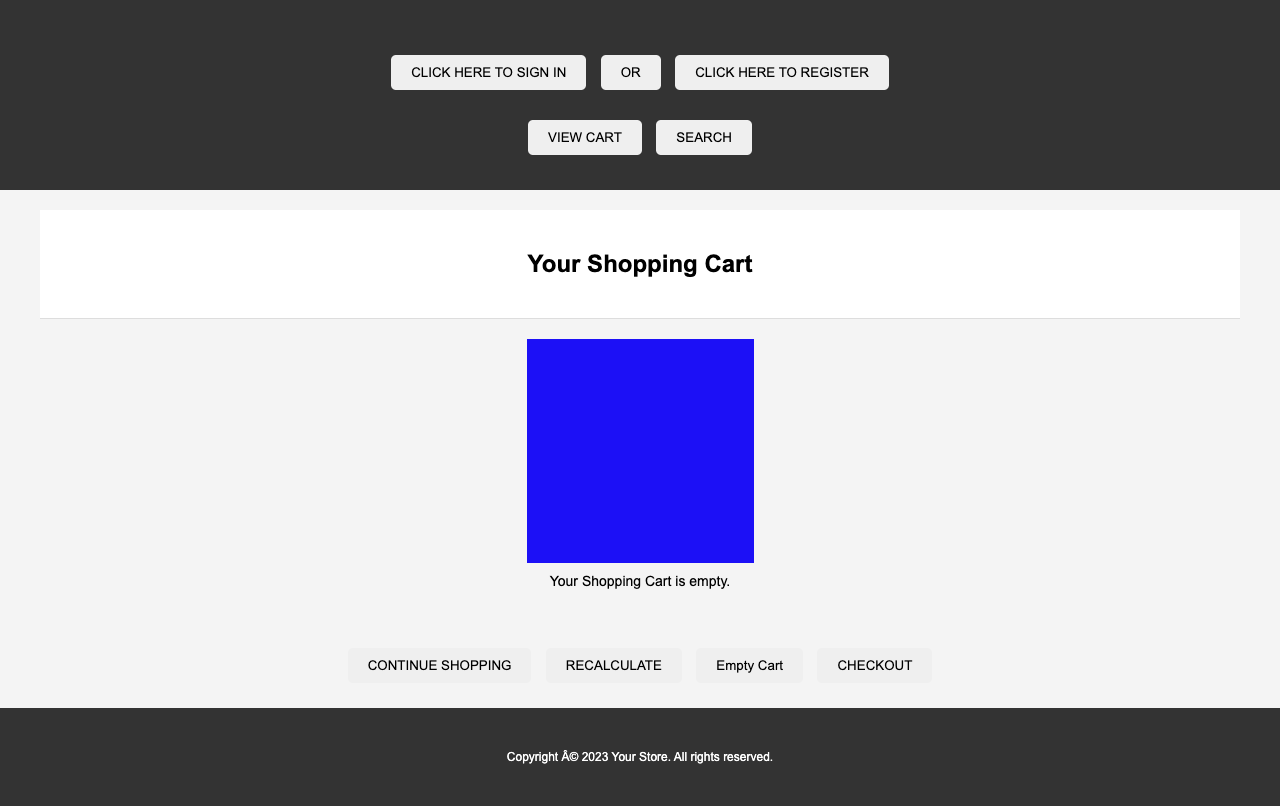 CLICK HERE TO SIGN IN OR CLICK HERE TO REGISTER
VIEW CART SEARCH
Your Shopping Cart
Your Shopping Cart is empty.
CONTINUE SHOPPING RECALCULATE Empty Cart CHECKOUT
Copyright Â© 2023 Your Store. All rights reserved.